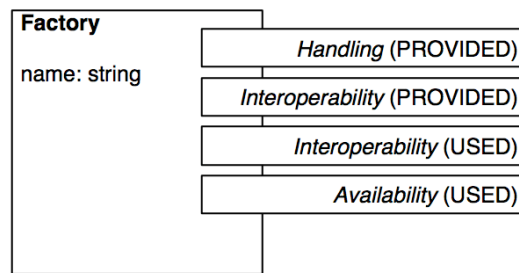 Factory
name: string
Handling (PROVIDED)
Interoperability (PROVIDED)
Interoperability (USED)
Availability (USED)